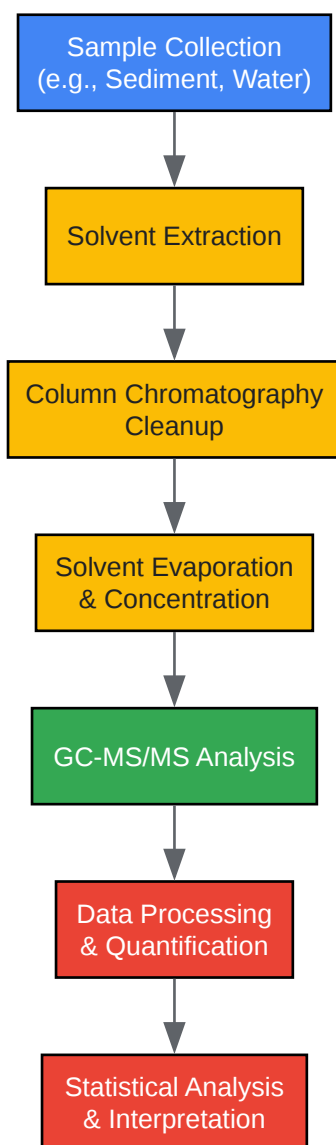 Sample Collection
(e.g., Sediment, Water)
Solvent Extraction
Column Chromatography
Cleanup
Solvent Evaporation
& Concentration
GC-MS/MS Analysis
Data Processing
& Quantification
Statistical Analysis
& Interpretation